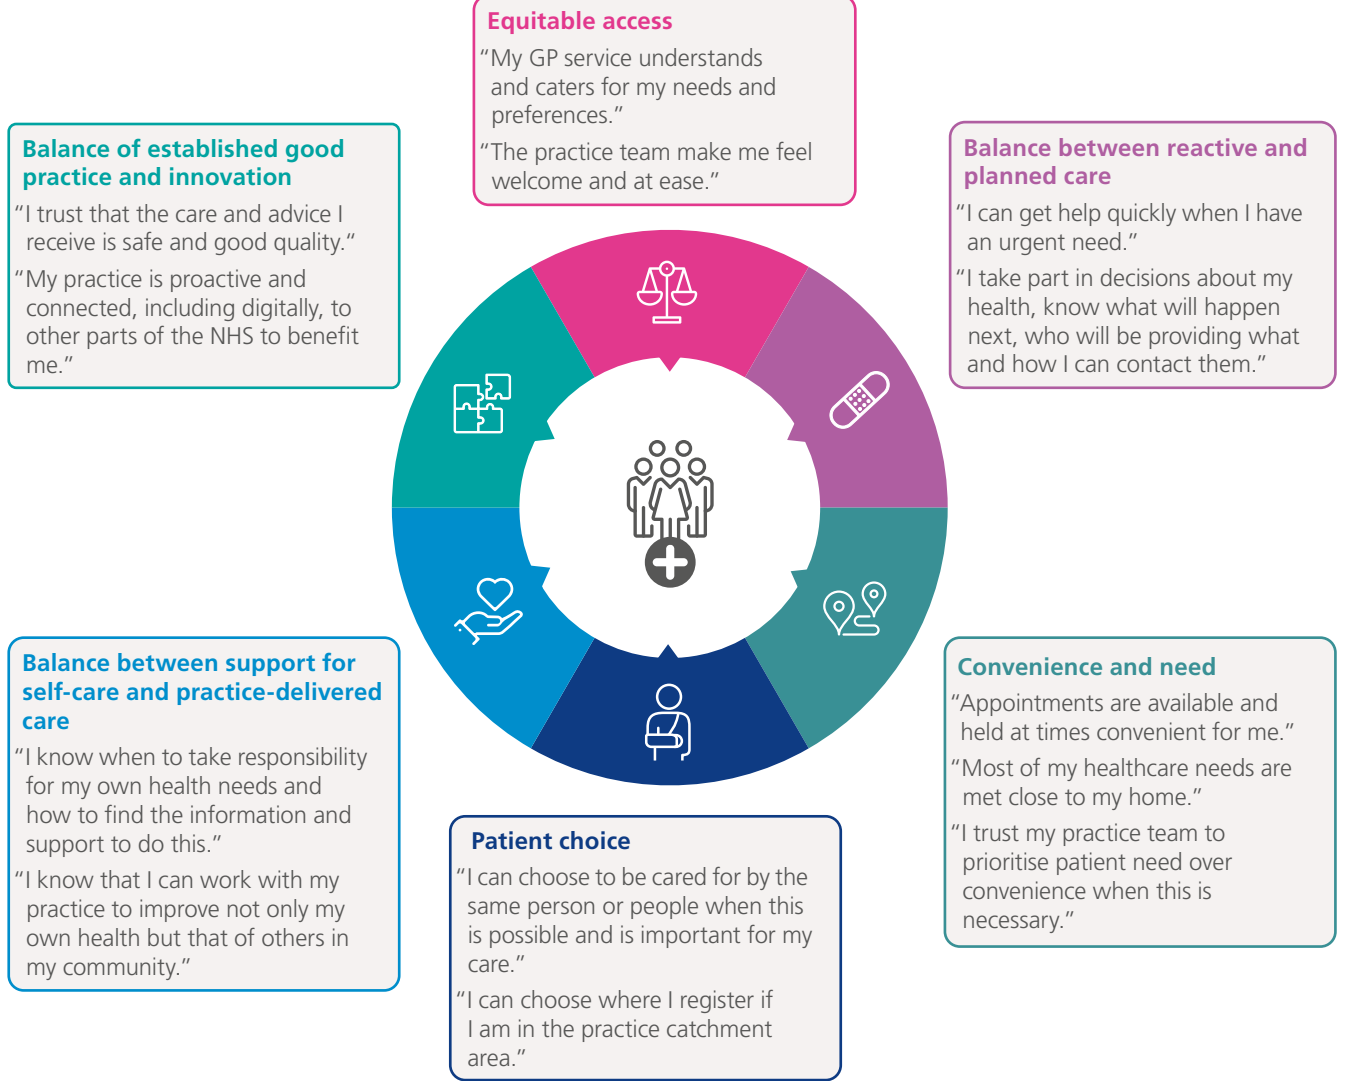 Equitable access
“My GP service understands
and caters for my needs and
preferences.”
“The practice team make me feel
welcome and at ease.”
Balance of established good
practice and innovation
“I trust that the care and advice I
receive is safe and good quality.“
“My practice is proactive and
connected, including digitally, to
other parts of the NHS to benefit
me.”
Balance between reactive and
planned care
“I can get help quickly when I have
an urgent need.”
“I take part in decisions about my
health, know what will happen
next, who will be providing what
and how I can contact them.”
Balance between support for
self-care and practice-delivered
care
“I know when to take responsibility
for my own health needs and
how to find the information and
support to do this.”
“I know that I can work with my
practice to improve not only my
own health but that of others in
my community.”
Convenience and need
“Appointments are available and
held at times convenient for me.”
“Most of my healthcare needs are
met close to my home.”
“I trust my practice team to
prioritise patient need over
convenience when this is
necessary.”
Patient choice
“I can choose to be cared for by the
same person or people when this
is possible and is important for my
care.”
“I can choose where I register if
I am in the practice catchment
area.”